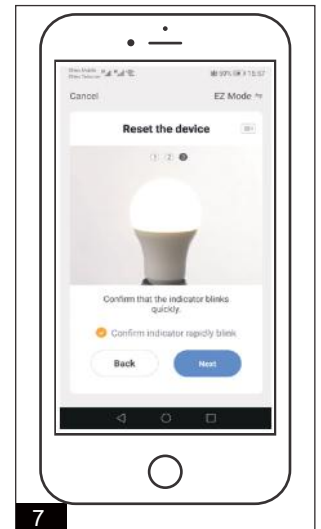 Cancel
EZ Mode
Reset the device
1 2 3
Confirm that the indicator blinks
quickly.
Confirm indicator rapidly blink
Back
Next
7